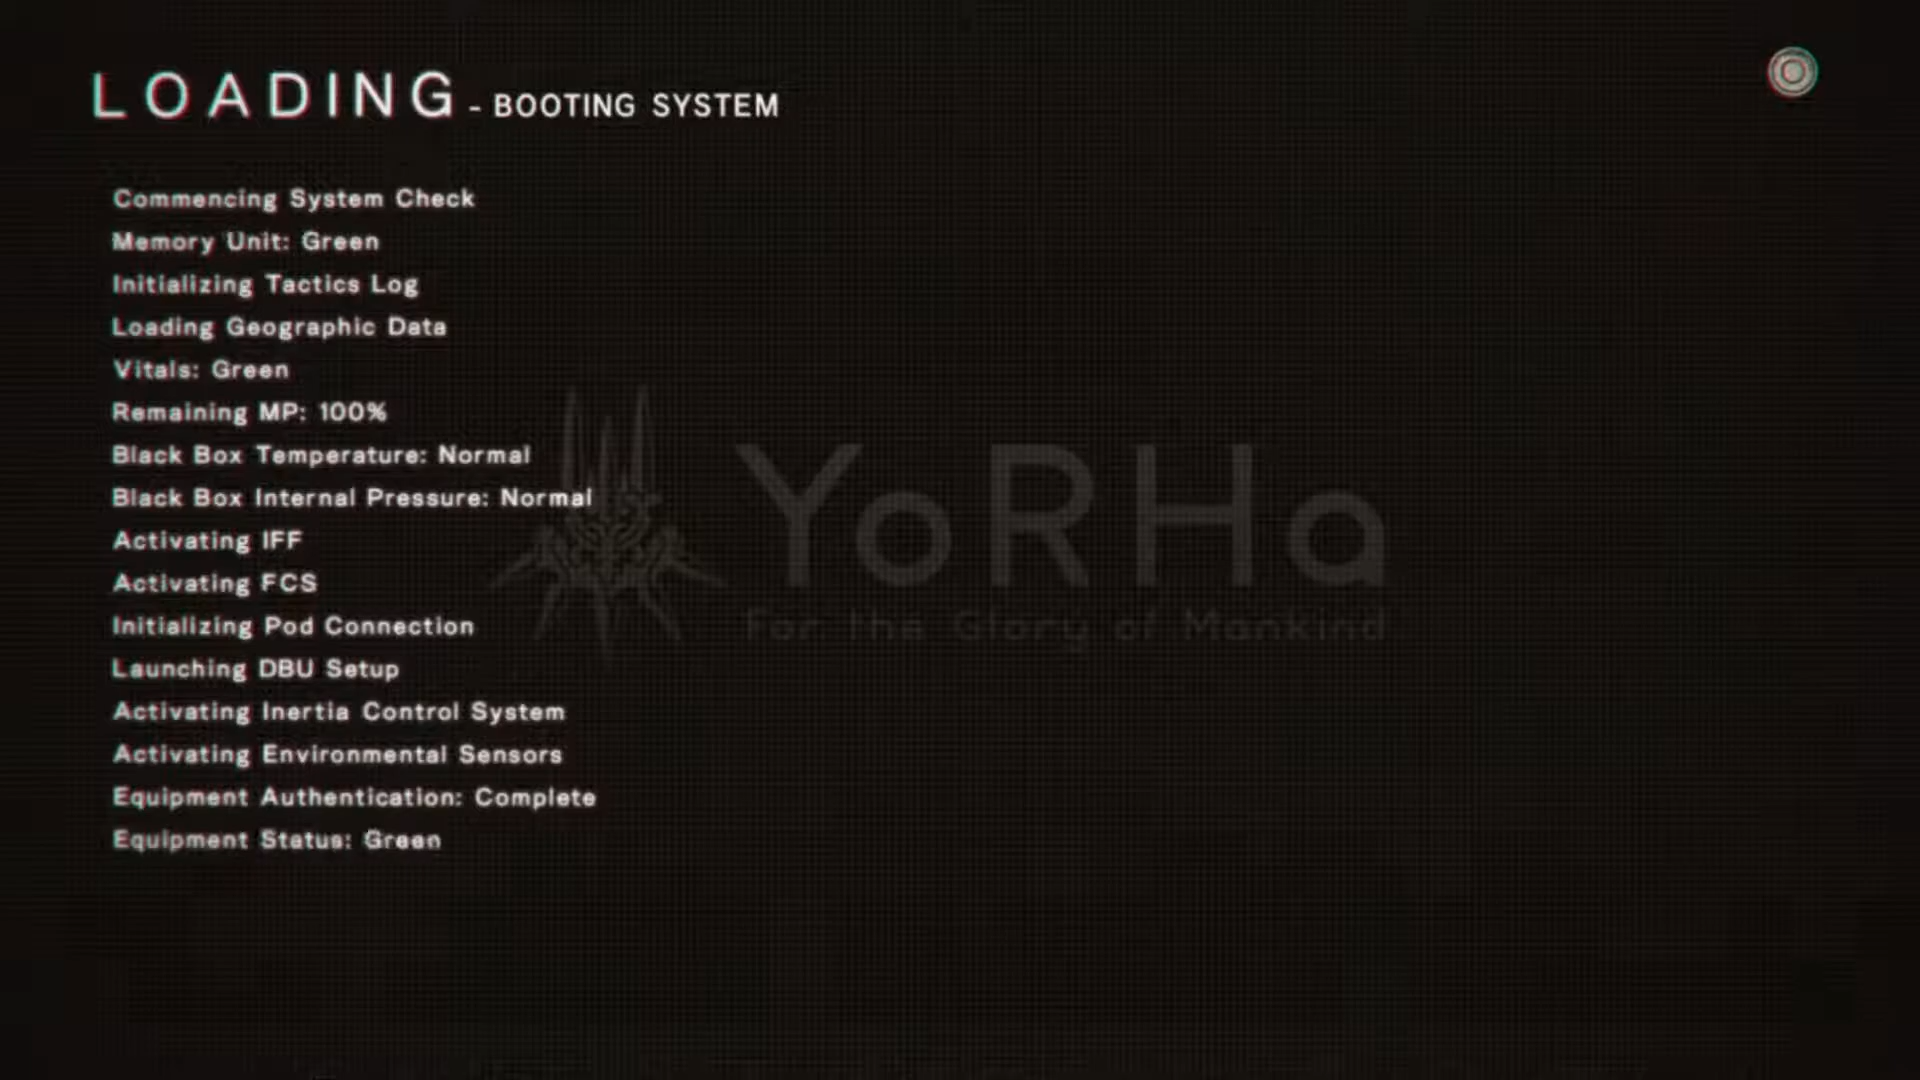 LOADING - BOOTING SYSTEM
Commencing System Check
Memory Unit: Green
Initializing Tactics Log
Loading Geographic Data
Vitals: Green
Remaining MP: 100%
Black Box Temperature: Normal
Black Box Internal Pressure: Normal
Activating IFF
Activating FCS
Initializing Pod Connection
Launching DBU Setup
Activating Inertia Control System
Activating Environmental Sensors
Equipment Authentication: Complete
Equipment Status: Green
YoRHa
For the Glory of Mankind